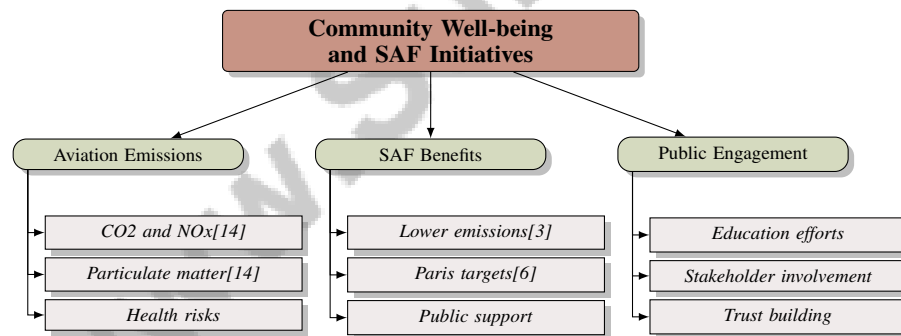 Community Well-being
and SAF Initiatives
Aviation Emissions
SAF Benefits
Public Engagement
CO2 and NOx[14]
Lower emissions[3]
Education efforts
Particulate matter[14]
Paris targets[6]
Stakeholder involvement
Health risks
Public support
Trust building